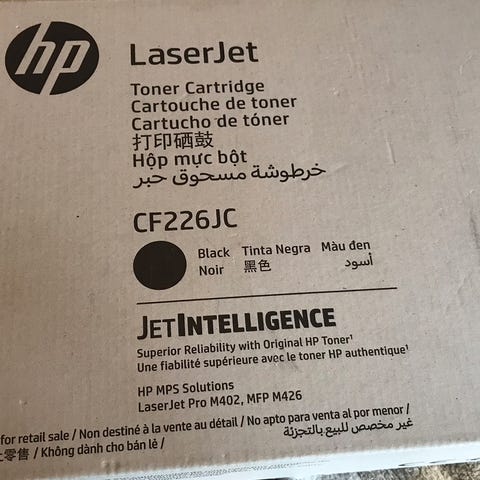 hp
LaserJet
Toner Cartridge
Cartouche de toner
Cartucho de tóner
打印硒鼓
Hộp mực bột
خرطوشة مسحوق حبر
CF226JC
Black Tinta Negra Màu đen
Noir 黑色 أسود
JETINTELLIGENCE
Superior Reliability with Original HP Toner¹
Une fiabilité supérieure avec le toner HP authentique¹
HP MPS Solutions
LaserJet Pro M402, MFP M426
for retail sale / Non destiné à la vente au détail / No apto para venta al por menor /
零售 / Không dành cho bán lẻ / غير مخصص للبيع بالتجزئة